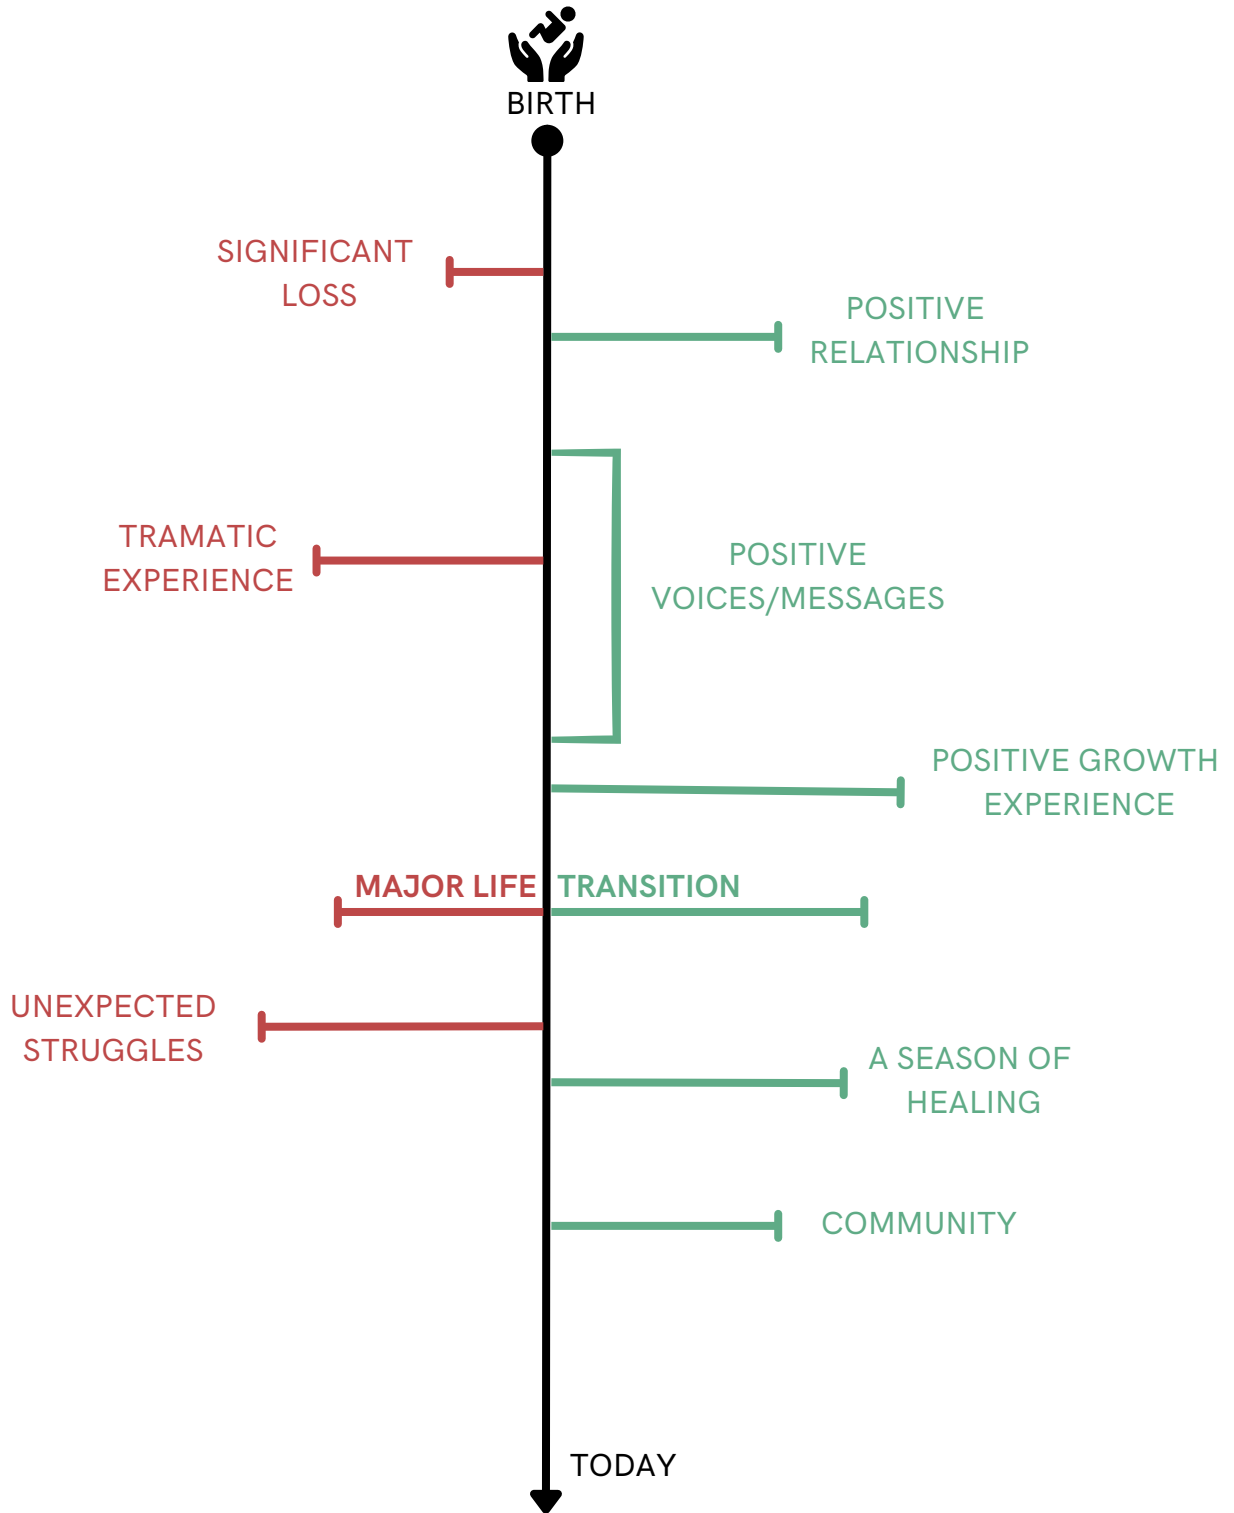 BIRTH
SIGNIFICANT
LOSS
POSITIVE
RELATIONSHIP
TRAMATIC
EXPERIENCE
POSITIVE
VOICES/MESSAGES
POSITIVE GROWTH
EXPERIENCE
MAJOR LIFE TRANSITION
UNEXPECTED
STRUGGLES
A SEASON OF
HEALING
COMMUNITY
TODAY